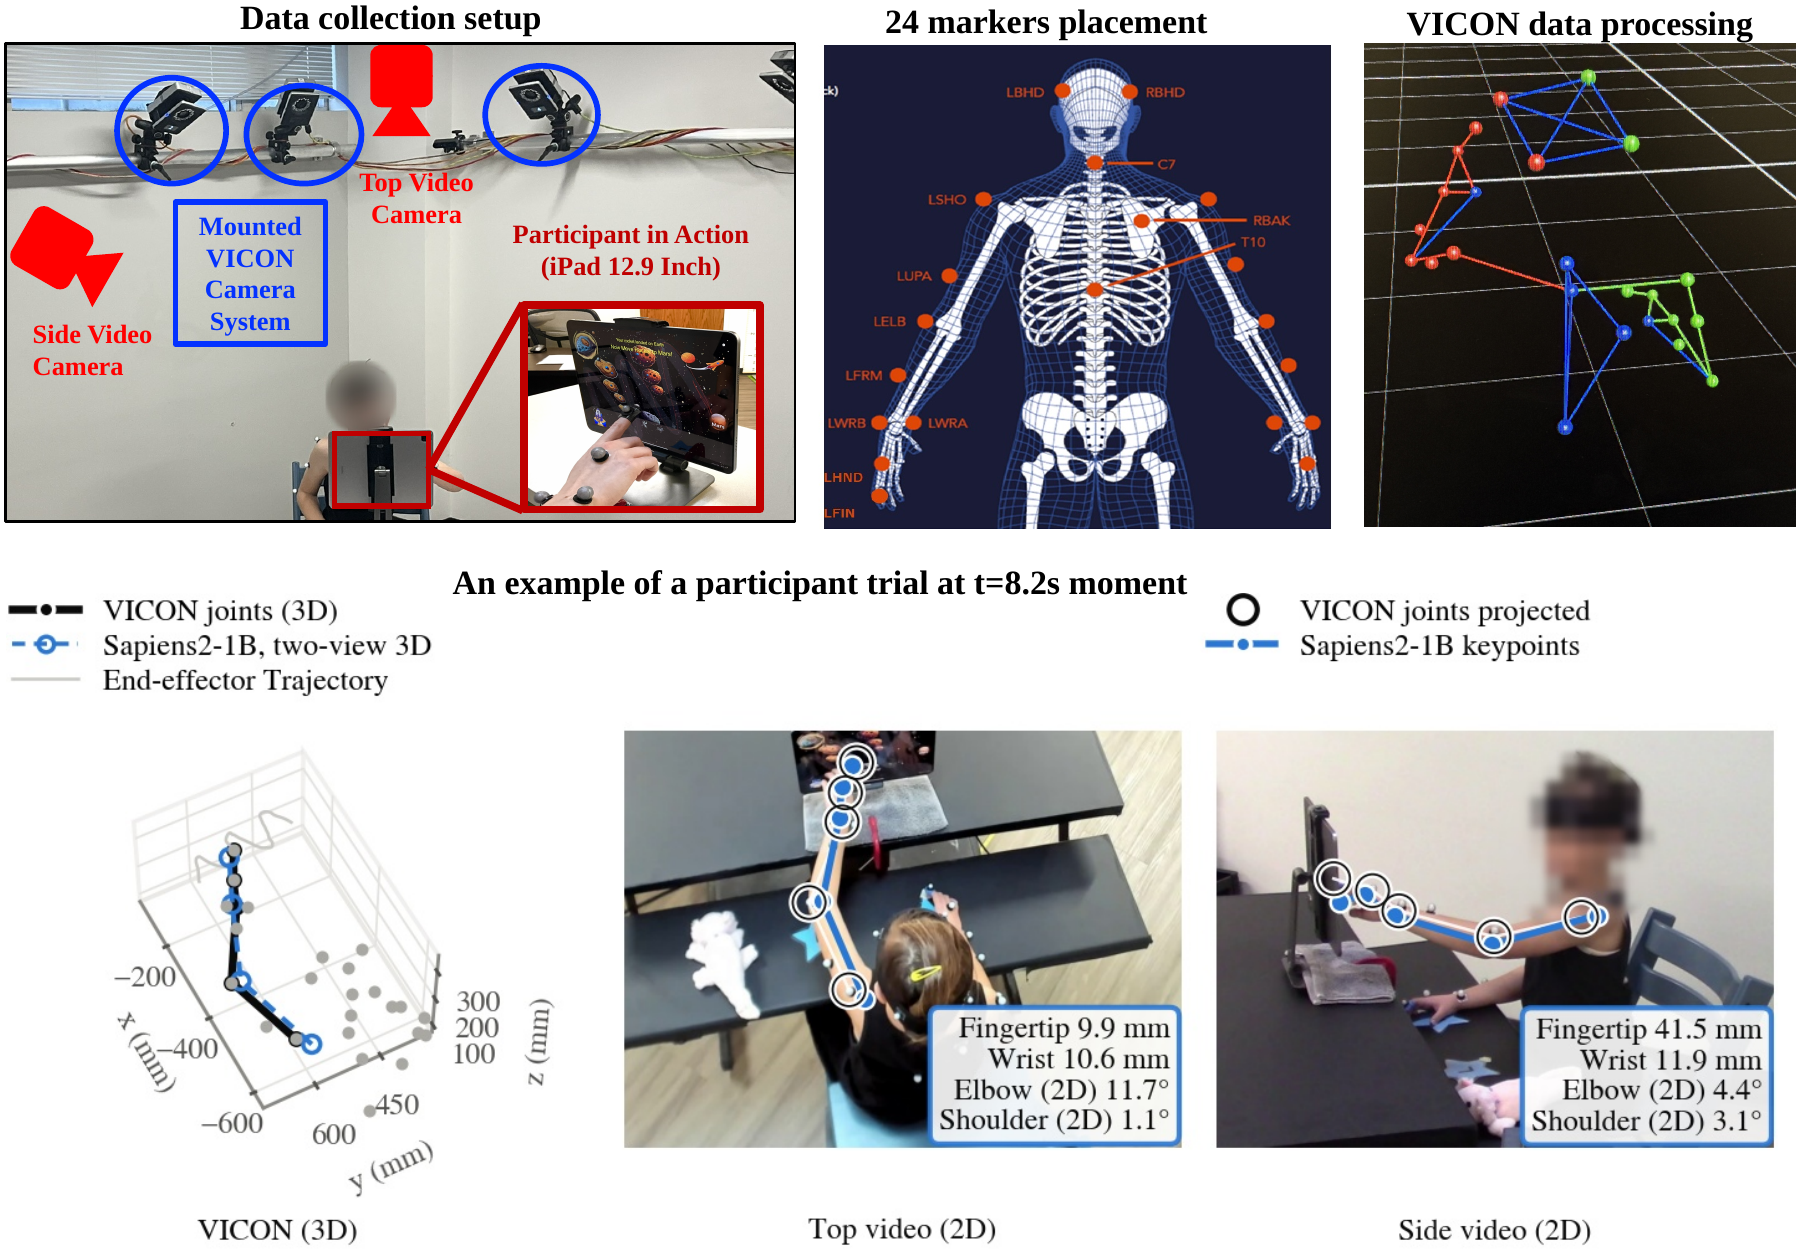 Data collection setup
24 markers placement
VICON data processing
Top Video
Camera
Mounted
VICON
Camera
System
Side Video
Camera
Participant in Action
(iPad 12.9 Inch)
ck)
LBHD
RBHD
C7
LSHO
RBAK
T10
LUPA
LELB
LFRM
LWRB
LWRA
LHND
LFIN
An example of a participant trial at t=8.2s moment
VICON joints (3D)
Sapiens2-1B, two-view 3D
End-effector Trajectory
VICON joints projected
Sapiens2-1B keypoints
−200
−400
−600
x (mm)
600
450
y (mm)
300
200
100
z (mm)
Fingertip 9.9 mm
Wrist 10.6 mm
Elbow (2D) 11.7°
Shoulder (2D) 1.1°
Fingertip 41.5 mm
Wrist 11.9 mm
Elbow (2D) 4.4°
Shoulder (2D) 3.1°
VICON (3D)
Top video (2D)
Side video (2D)